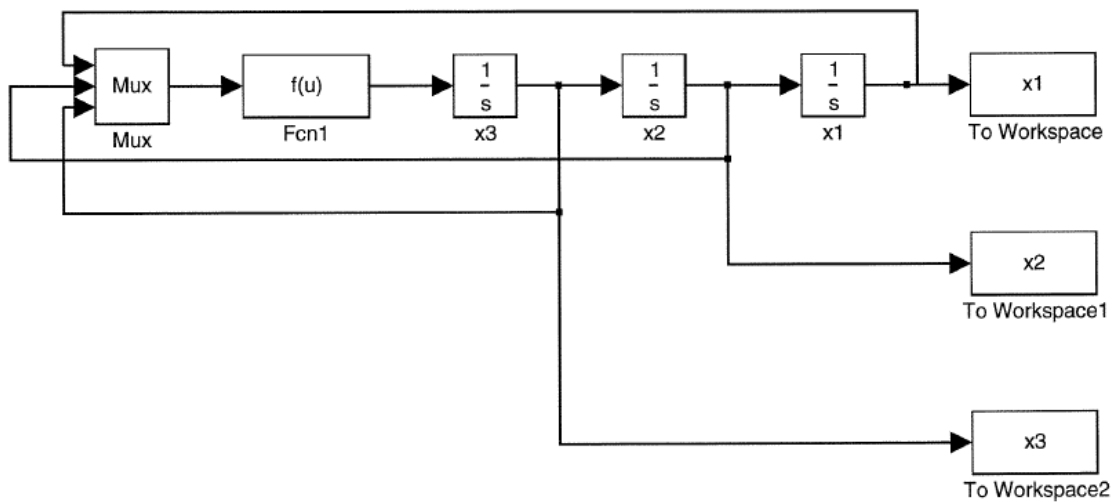 Mux
Mux
f(u)
Fcn1
1
s
x3
1
s
x2
1
s
x1
x1
To Workspace
x2
To Workspace1
x3
To Workspace2